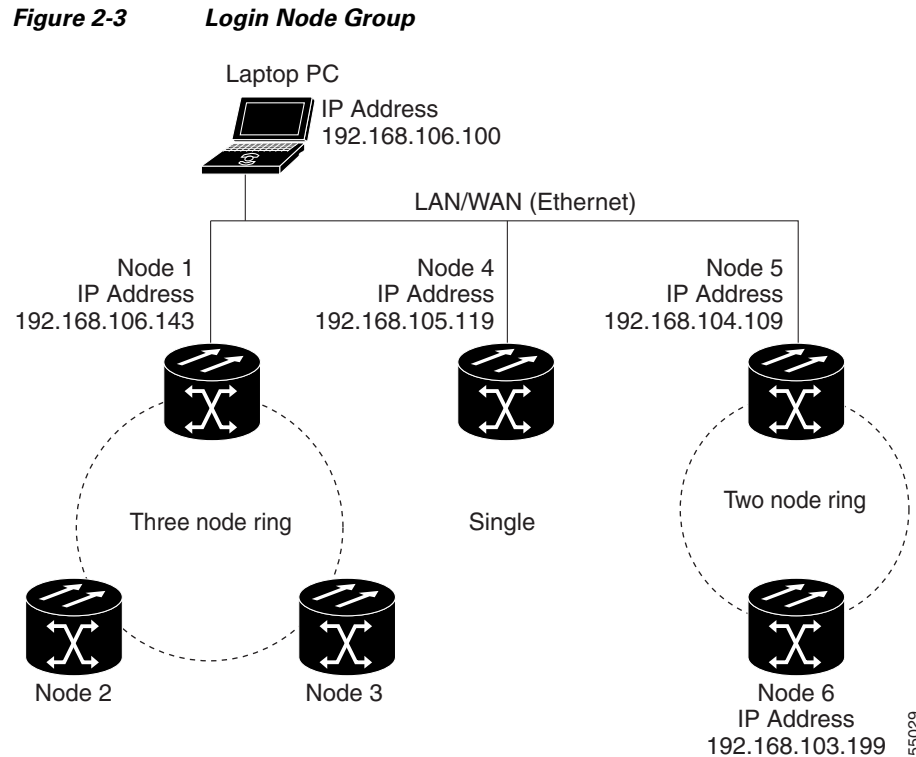 Figure 2-3 Login Node Group
Laptop PC
IP Address
192.168.106.100
LAN/WAN (Ethernet)
Node 1
IP Address
192.168.106.143
Node 4
IP Address
192.168.105.119
Node 5
IP Address
192.168.104.109
Three node ring
Single
Two node ring
Node 2
Node 3
Node 6
IP Address
192.168.103.199
55029